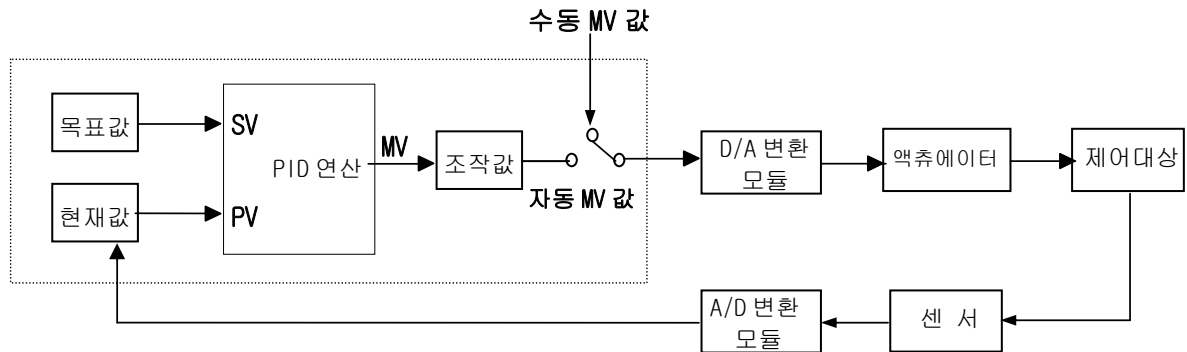 수동 MV 값
목표값
SV
PID 연산
MV
조작값
자동 MV 값
현재값
PV
D/A 변환
모듈
액츄에이터
제어대상
A/D 변환
모듈
센 서